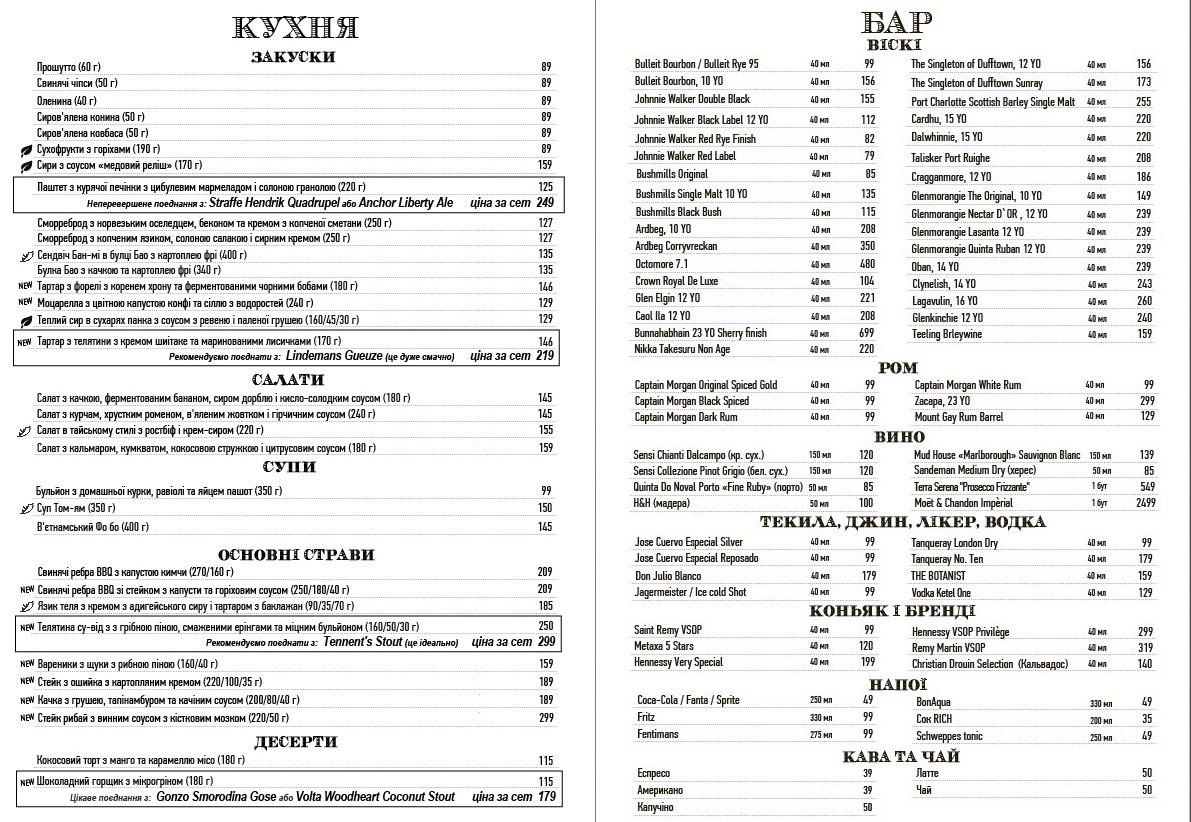 КУХНЯ
ЗАКУСКИ
Прошутто (60 г) 89
Свинячі чіпси (50 г) 89
Оленина (40 г) 89
Сиров'ялена конина (50 г) 89
Сиров'ялена ковбаса (50 г) 89
Сухофрукти з горіхами (190 г) 89
Сири з соусом «медовий реліш» (170 г) 159
Паштет з курячої печінки з цибулевим мармеладом і солоною гранолою (220 г) 125
Неперевершене поєднання з: Straffe Hendrik Quadrupel або Anchor Liberty Ale ціна за сет 249
Сморреброд з норвезьким оселедцем, беконом та кремом з копченої сметани (250 г) 127
Сморреброд з копченим язиком, солоною салакою і сирним кремом (250 г) 127
Сендвіч Бан-мі в булці Бао з картоплею фрі (400 г) 135
Булка Бао з качкою та картоплею фрі (340 г) 135
NEW Тартар з форелі з коренем хрону та ферментованими чорними бобами (180 г) 146
NEW Моцарелла з цвітною капустою конфі та сіллю з водоростей (240 г) 129
Теплий сир в сухарях панка з соусом з ревеню і паленої грушею (160/45/30 г) 129
NEW Тартар з телятини з кремом шиітаке та маринованими лисичками (170 г) 146
Рекомендуємо поєднати з: Lindemans Gueuze (це дуже смачно) ціна за сет 219
САЛАТИ
Салат з качкою, ферментованим бананом, сиром дорблю і кисло-солодким соусом (180 г) 145
Салат з курчам, хрустким роменом, в'яленим жовтком і гірчичним соусом (240 г) 145
Салат в тайському стилі з ростбіф і крем-сиром (220 г) 155
Салат з кальмаром, кумкватом, кокосовою стружкою і цитрусовим соусом (180 г) 159
СУПИ
Бульйон з домашньої курки, равіолі та яйцем пашот (350 г) 99
Суп Том-ям (350 г) 150
В'єтнамський Фо бо (400 г) 145
ОСНОВНІ СТРАВИ
Свинячі ребра BBQ з капустою кимчи (270/160 г) 209
NEW Свинячі ребра BBQ зі стейком з капусти та горіховим соусом (250/180/40 г) 209
Язик теля з кремом з адигейського сиру і тартаром з баклажан (90/35/70 г) 185
NEW Телятина су-від з з грібною піною, смаженими ерінгами та міцним бульйоном (160/50/30 г) 250
Рекомендуємо поєднати з: Tennent's Stout (це ідеально) ціна за сет 299
NEW Вареники з щуки з рибною піною (160/40 г) 159
NEW Стейк з ошийка з картопляним кремом (220/100/35 г) 189
NEW Качка з грушею, тапінамбуром та качіним соусом (200/80/40 г) 189
NEW Стейк рибай з винним соусом з кістковим мозком (220/50 г) 299
ДЕСЕРТИ
Кокосовий торт з манго та карамеллю місо (180 г) 115
NEW Шоколадний горщик з мікрогріном (180 г) 115
Цікаве поєднання з: Gonzo Smorodina Gose або Volta Woodheart Coconut Stout ціна за сет 179
БАР
ВІСКІ
Bulleit Bourbon / Bulleit Rye 95 40 мл 99
Bulleit Bourbon, 10 YO 40 мл 156
Johnnie Walker Double Black 40 мл 155
Johnnie Walker Black Label 12 YO 40 мл 112
Johnnie Walker Red Rye Finish 40 мл 82
Johnnie Walker Red Label 40 мл 79
Bushmills Original 40 мл 85
Bushmills Single Malt 10 YO 40 мл 135
Bushmills Black Bush 40 мл 115
Ardbeg, 10 YO 40 мл 208
Ardbeg Corryvreckan 40 мл 350
Octomore 7.1 40 мл 480
Crown Royal De Luxe 40 мл 104
Glen Elgin 12 YO 40 мл 221
Caol Ila 12 YO 40 мл 208
Bunnahabhain 23 YO Sherry finish 40 мл 699
Nikka Takesuru Non Age 40 мл 220
The Singleton of Dufftown, 12 YO 40 мл 156
The Singleton of Dufftown Sunray 40 мл 173
Port Charlotte Scottish Barley Single Malt 40 мл 255
Cardhu, 15 YO 40 мл 220
Dalwhinnie, 15 YO 40 мл 220
Talisker Port Ruighe 40 мл 208
Cragganmore, 12 YO 40 мл 186
Glenmorangie The Original, 10 YO 40 мл 149
Glenmorangie Nectar D`OR , 12 YO 40 мл 239
Glenmorangie Lasanta 12 YO 40 мл 239
Glenmorangie Quinta Ruban 12 YO 40 мл 239
Oban, 14 YO 40 мл 239
Clynelish, 14 YO 40 мл 243
Lagavulin, 16 YO 40 мл 260
Glenkinchie 12 YO 40 мл 240
Teeling Brleywine 40 мл 159
РОМ
Captain Morgan Original Spiced Gold 40 мл 99
Captain Morgan Black Spiced 40 мл 99
Captain Morgan Dark Rum 40 мл 99
Captain Morgan White Rum 40 мл 99
Zacapa, 23 YO 40 мл 299
Mount Gay Rum Barrel 40 мл 129
ВИНО
Sensi Chianti Dalcampo (кр. сух.) 150 мл 120
Sensi Collezione Pinot Grigio (бел. сух.) 150 мл 120
Quinta Do Noval Porto «Fine Ruby» (порто) 50 мл 85
H&H (мадера) 50 мл 100
Mud House «Marlborough» Sauvignon Blanc 150 мл 139
Sandeman Medium Dry (херес) 50 мл 85
Terra Serena "Prosecco Frizzante" 1 бут 549
Moët & Chandon Impèrial 1 бут 2499
ТЕКИЛА, ДЖИН, ЛІКЕР, ВОДКА
Jose Cuervo Especial Silver 40 мл 99
Jose Cuervo Especial Reposado 40 мл 99
Don Julio Blanco 40 мл 179
Jagermeister / Ice cold Shot 40 мл 99
Tanqueray London Dry 40 мл 99
Tanqueray No. Ten 40 мл 179
THE BOTANIST 40 мл 159
Vodka Ketel One 40 мл 129
КОНЬЯК І БРЕНДІ
Saint Remy VSOP 40 мл 99
Metaxa 5 Stars 40 мл 120
Hennessy Very Special 40 мл 199
Hennessy VSOP Privilège 40 мл 299
Remy Martin VSOP 40 мл 319
Christian Drouin Selection (Кальвадос) 40 мл 140
НАПОЇ
Coca-Cola / Fanta / Sprite 250 мл 49
Fritz 330 мл 99
Fentimans 275 мл 99
BonAqua 330 мл 49
Сок RICH 200 мл 35
Schweppes tonic 250 мл 49
КАВА ТА ЧАЙ
Еспресо 39
Американо 39
Капучіно 50
Латте 50
Чай 50